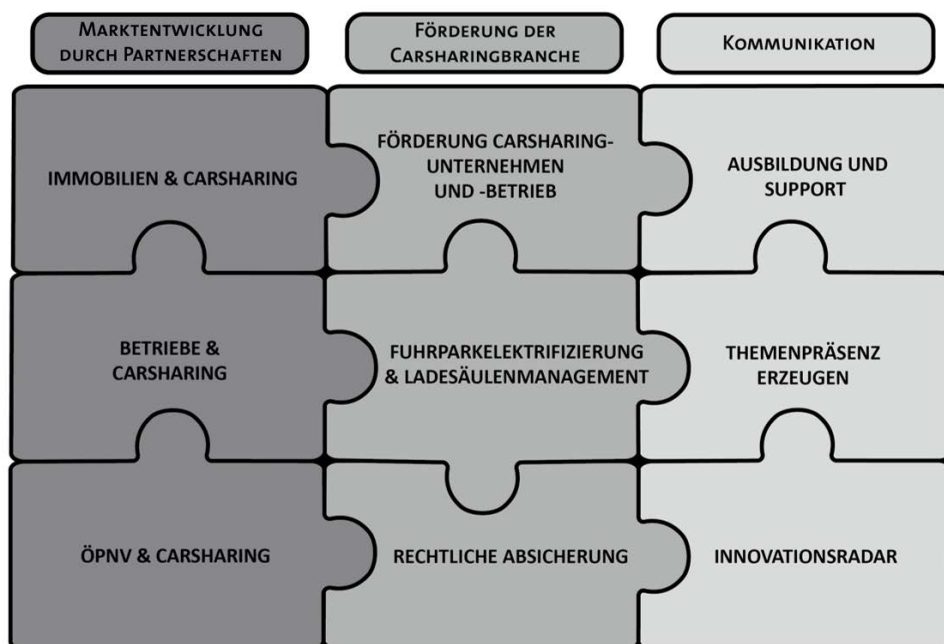 Marktentwicklung
durch Partnerschaften
Förderung der
Carsharingbranche
Kommunikation
IMMOBILIEN & CARSHARING
FÖRDERUNG CARSHARING-
UNTERNEHMEN
UND -BETRIEB
AUSBILDUNG UND
SUPPORT
BETRIEBE &
CARSHARING
FUHRPARKELEKTRIFIZIERUNG
& LADESÄULENMANAGEMENT
THEMENPRÄSENZ
ERZEUGEN
ÖPNV & CARSHARING
RECHTLICHE ABSICHERUNG
INNOVATIONSRADAR